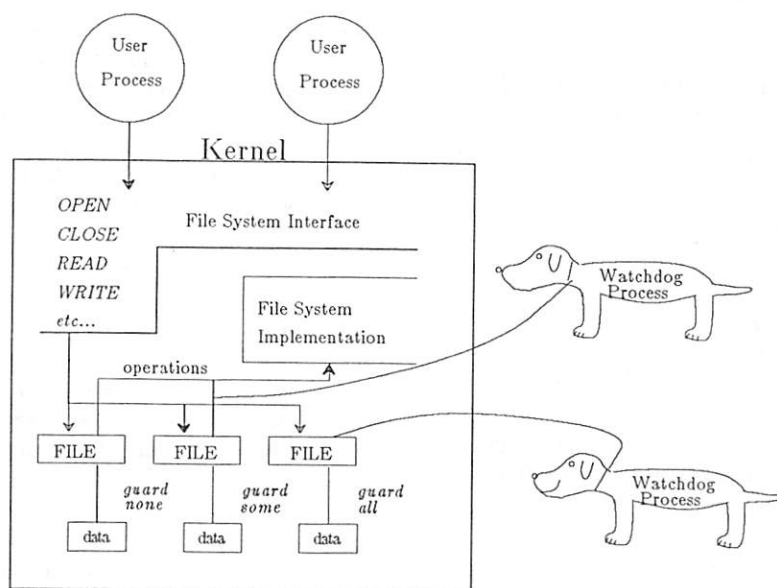 User
Process
User
Process
Kernel
OPEN
CLOSE
READ
WRITE
etc...
File System Interface
File System
Implementation
operations
FILE
FILE
FILE
guard
none
guard
some
guard
all
data
data
data
Watchdog
Process
Watchdog
Process